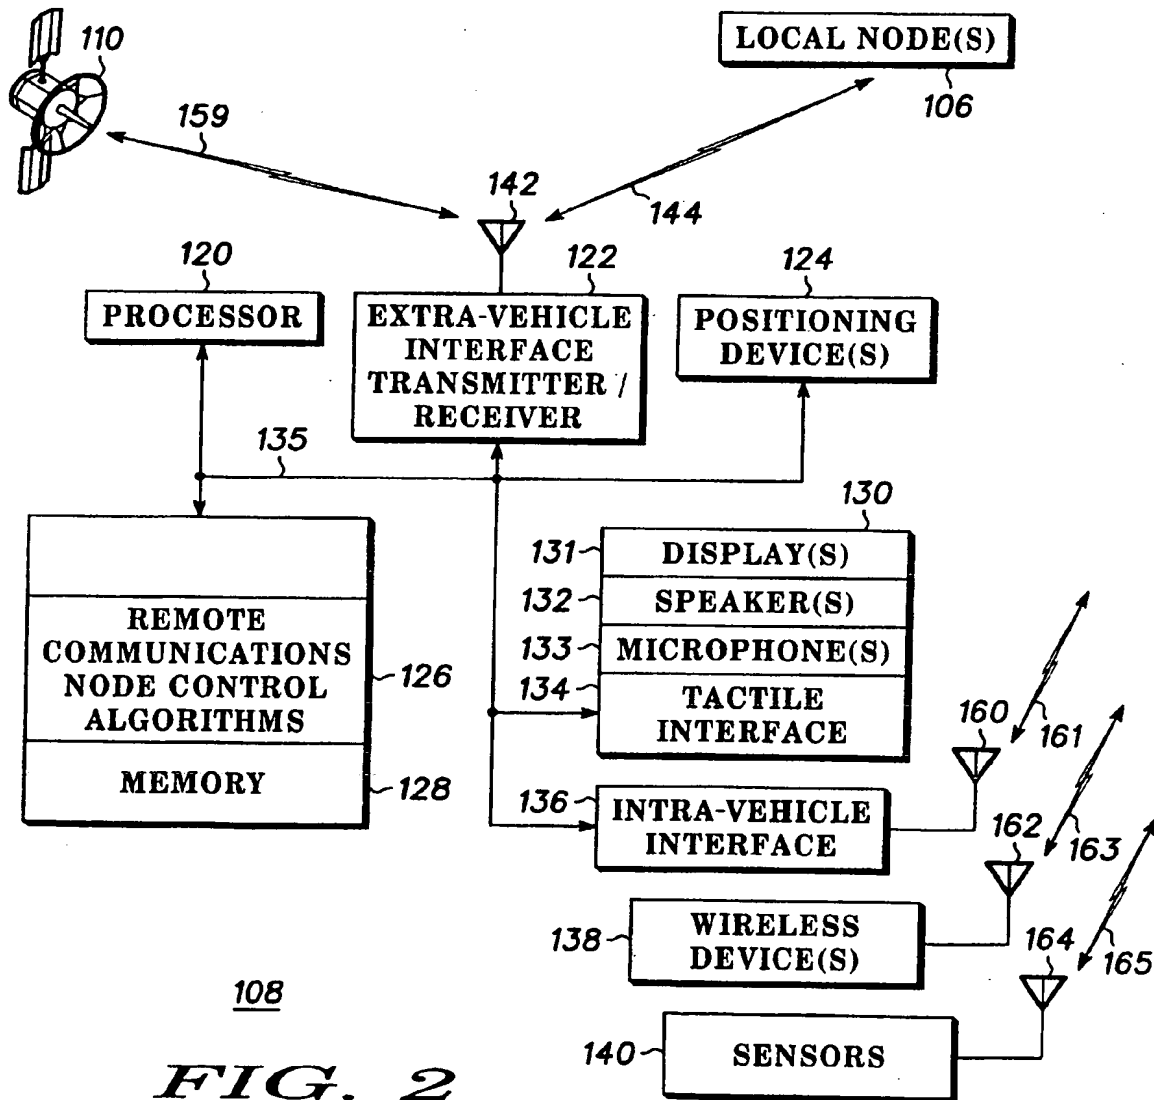 110
LOCAL NODE(S)
106
159
144
142
120
122
124
PROCESSOR
EXTRA-VEHICLE
INTERFACE
TRANSMITTER /
RECEIVER
POSITIONING
DEVICE(S)
135
130
131
DISPLAY(S)
132
SPEAKER(S)
133
MICROPHONE(S)
134
TACTILE
INTERFACE
REMOTE
COMMUNICATIONS
NODE CONTROL
ALGORITHMS
126
MEMORY
128
160
161
136
INTRA-VEHICLE
INTERFACE
162
163
138
WIRELESS
DEVICE(S)
164
165
140
SENSORS
108
FIG. 2